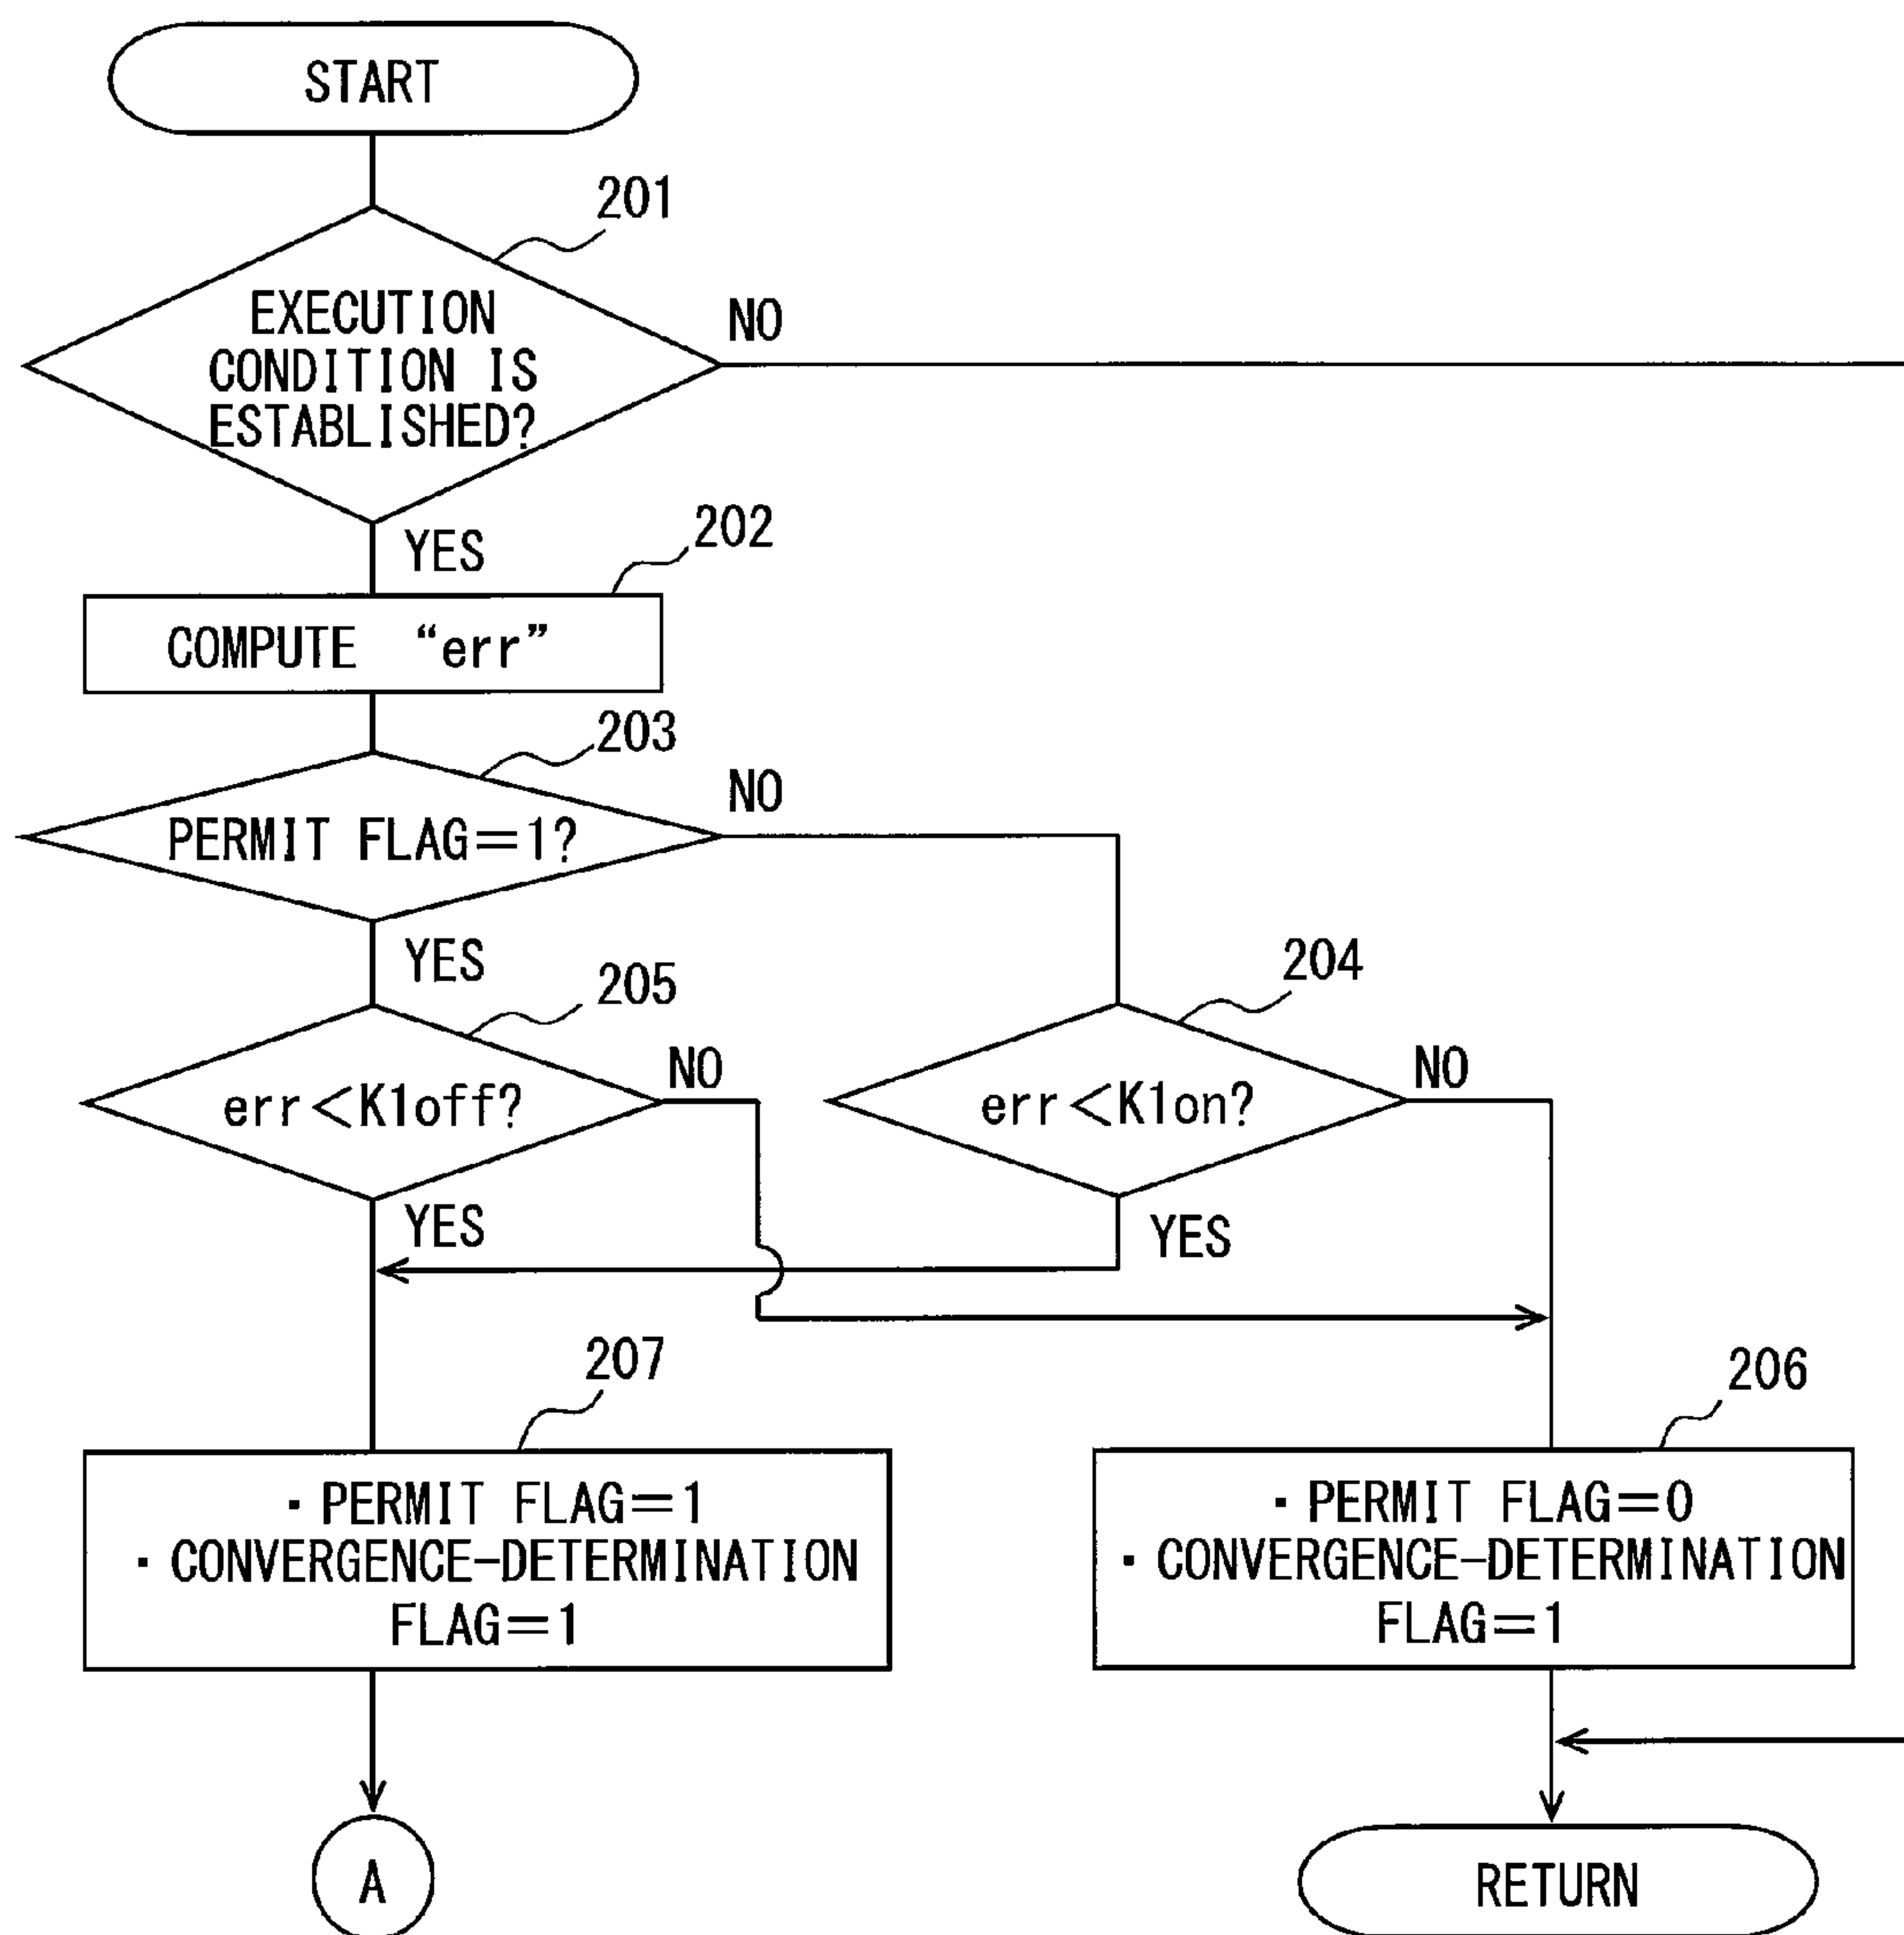 START
201
EXECUTION
CONDITION IS
ESTABLISHED?
NO
YES
202
COMPUTE “err”
203
PERMIT FLAG=1?
NO
YES
205
204
err<K1off?
NO
err<K1on?
NO
YES
YES
207
206
・PERMIT FLAG=1
・CONVERGENCE-DETERMINATION
FLAG=1
・PERMIT FLAG=0
・CONVERGENCE-DETERMINATION
FLAG=1
A
RETURN